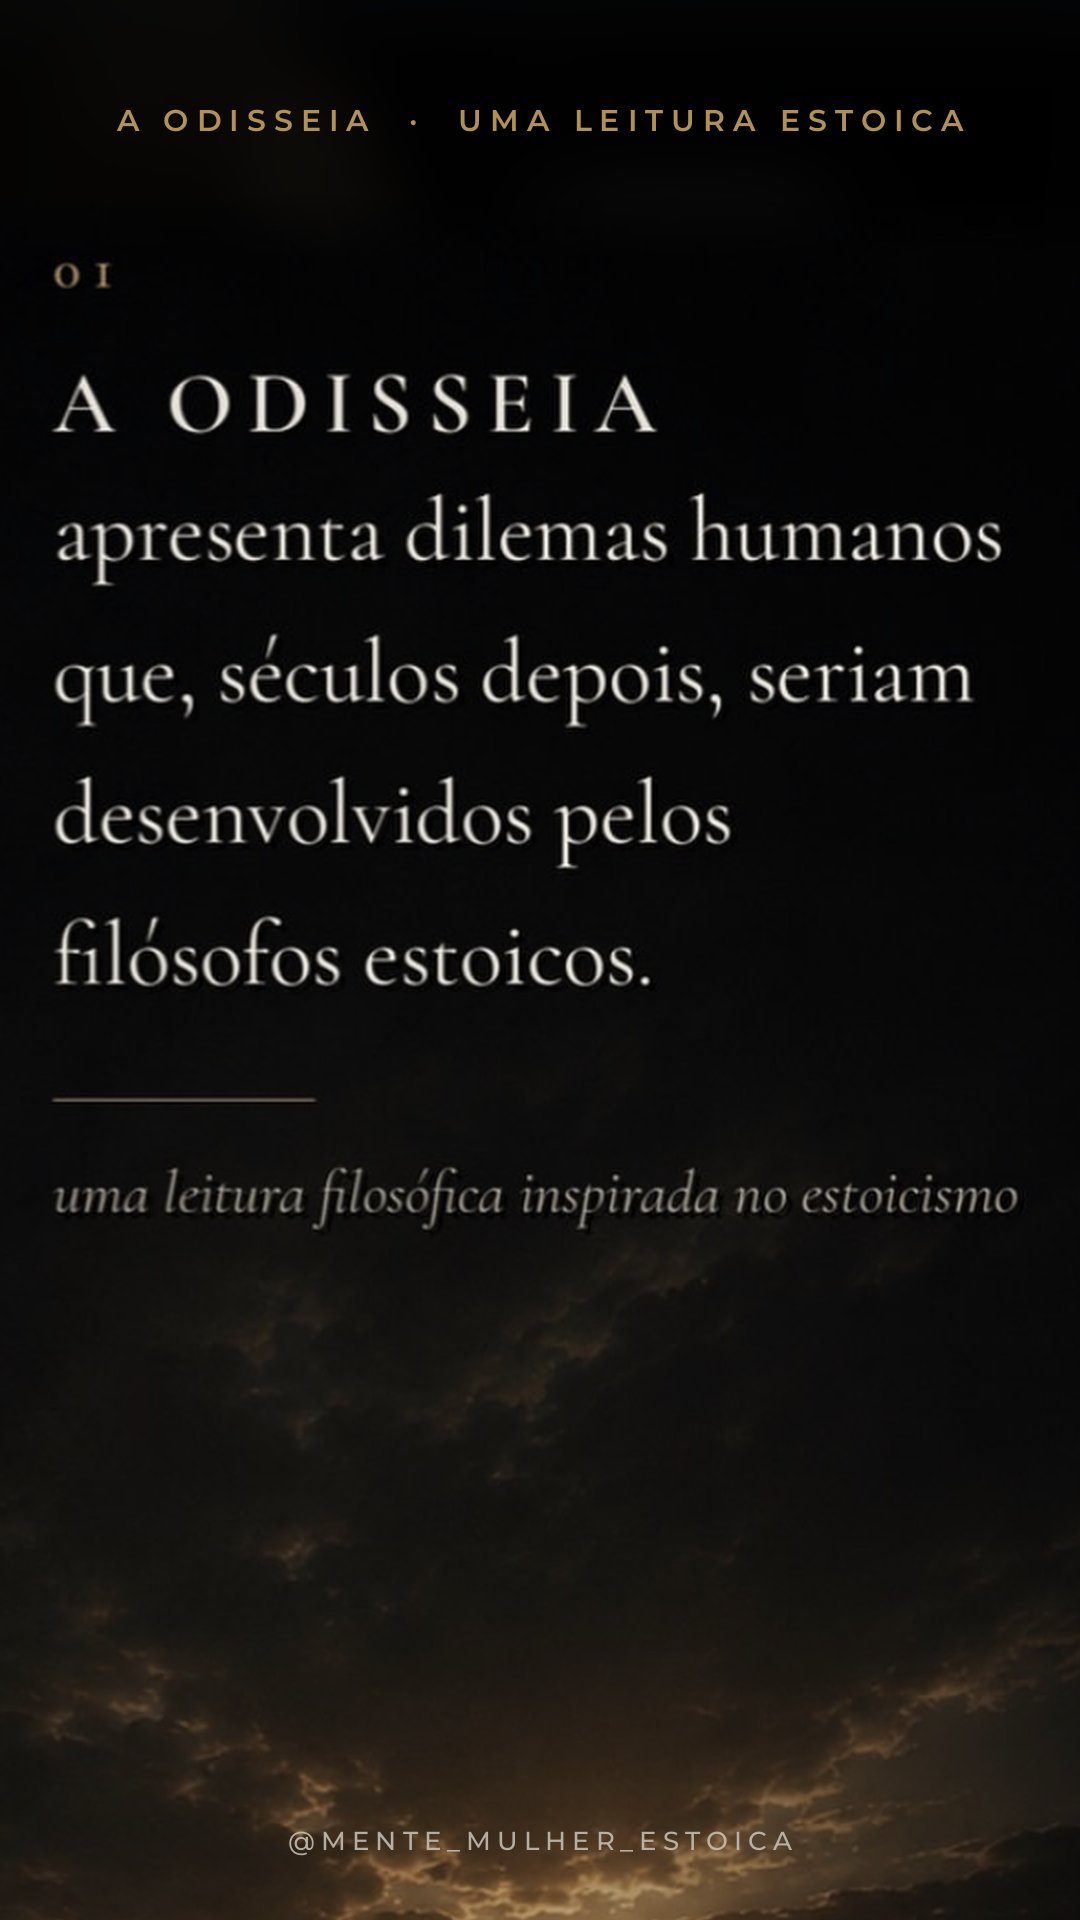 A ODISSEIA · UMA LEITURA ESTOICA
01
A ODISSEIA
apresenta dilemas humanos
que, séculos depois, seriam
desenvolvidos pelos
filósofos estoicos.
uma leitura filosófica inspirada no estoicismo
@MENTE_MULHER_ESTOICA